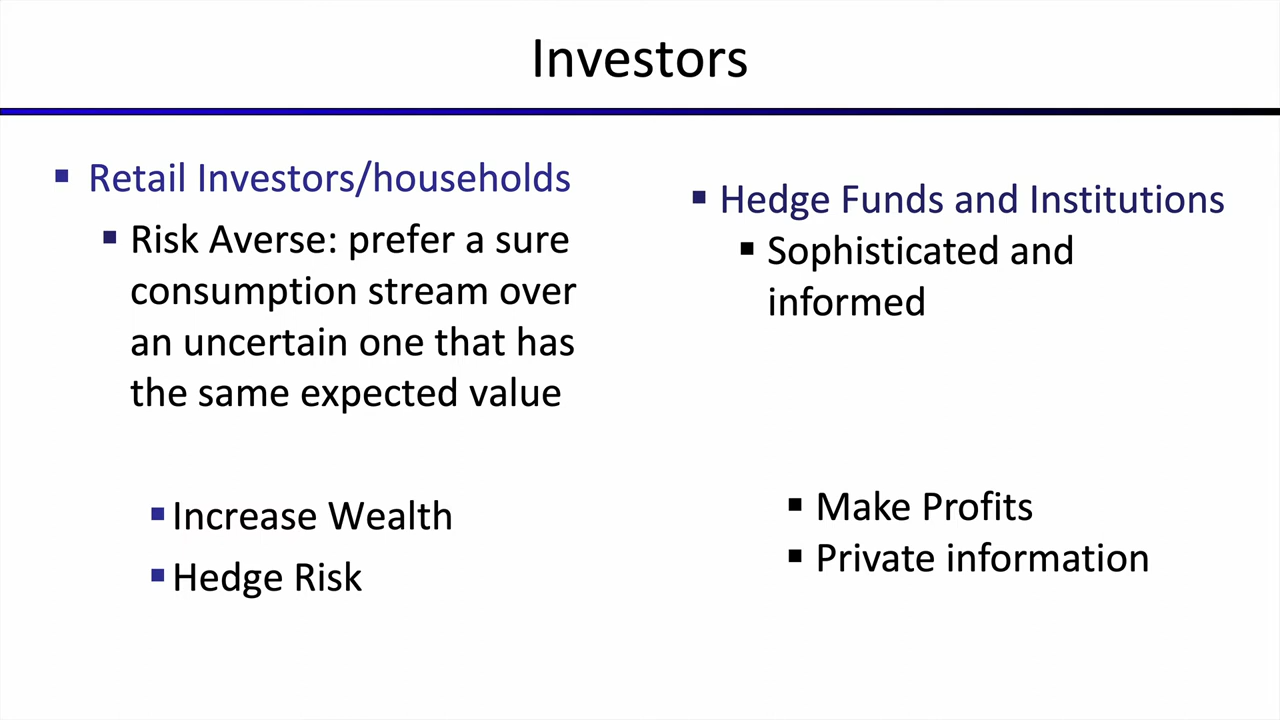 Investors
Retail Investors/households
Risk Averse: prefer a sure
consumption stream over
an uncertain one that has
the same expected value
Increase Wealth
Hedge Risk
Hedge Funds and Institutions
Sophisticated and
informed
Make Profits
Private information